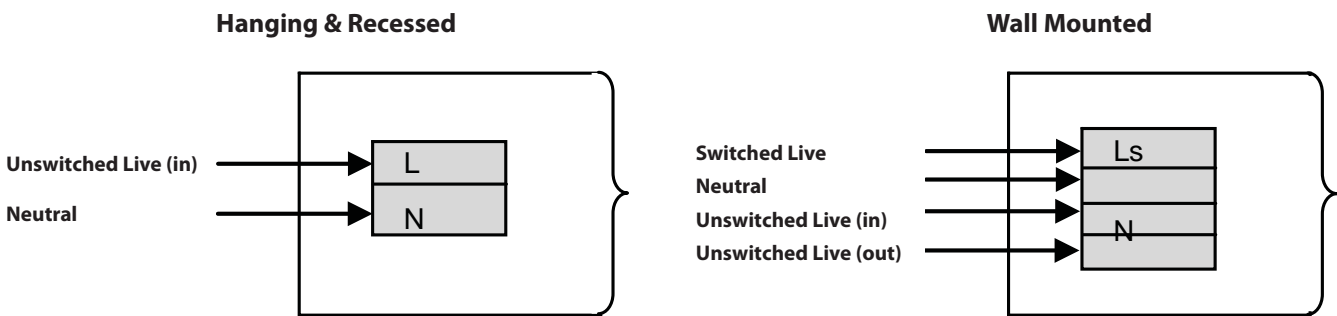 Hanging & Recessed
Unswitched Live (in)
L
Neutral
N
Wall Mounted
Switched Live
Ls
Neutral
Unswitched Live (in)
N
Unswitched Live (out)